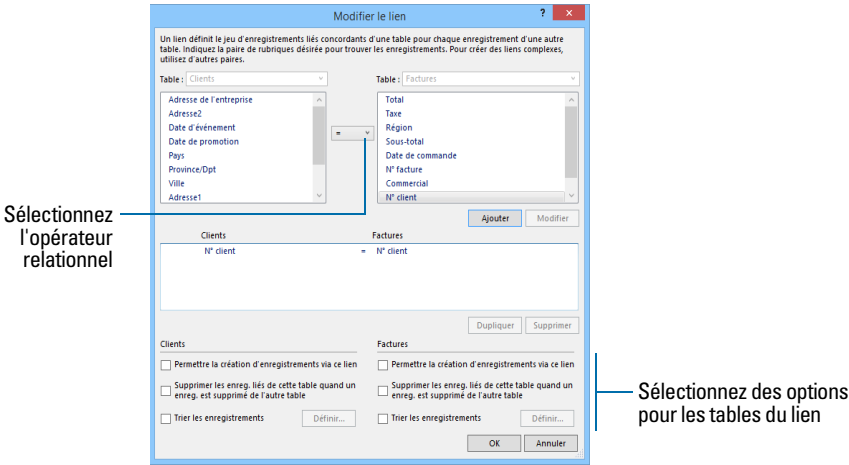 Modifier le lien
?
Un lien définit le jeu d'enregistrements liés concordants d'une table pour chaque enregistrement d'une autre
table. Indiquez la paire de rubriques désirée pour trouver les enregistrements. Pour créer des liens complexes,
utilisez d'autres paires.
Table : Clients
Table : Factures
Adresse de l'entreprise
Adresse2
Date d'événement
Date de promotion
Pays
Province/Dpt
Ville
Adresse1
=
Total
Taxe
Région
Sous-total
Date de commande
N° facture
Commercial
N° client
Sélectionnez
l'opérateur
relationnel
Ajouter
Modifier
Clients
Factures
N° client = N° client
Dupliquer
Supprimer
Clients
Permettre la création d'enregistrements via ce lien
Supprimer les enreg. liés de cette table quand un
enreg. est supprimé de l'autre table
Trier les enregistrements
Définir...
Factures
Permettre la création d'enregistrements via ce lien
Supprimer les enreg. liés de cette table quand un
enreg. est supprimé de l'autre table
Trier les enregistrements
Définir...
Sélectionnez des options
pour les tables du lien
OK
Annuler